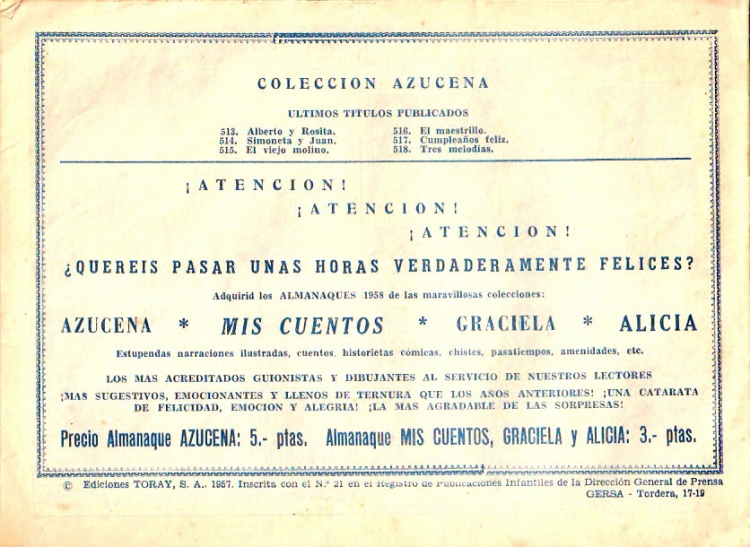 COLECCION AZUCENA
ULTIMOS TITULOS PUBLICADOS
513. Alberto y Rosita.
514. Simoneta y Juan.
515. El viejo molino.
516. El maestrillo.
517. Cumpleaños feliz.
518. Tres melodías.
¡ATENCION!
¡ATENCION!
¡ATENCION!
¿QUEREIS PASAR UNAS HORAS VERDADERAMENTE FELICES?
Adquirid los ALMANAQUES 1958 de las maravillosas colecciones:
AZUCENA * MIS CUENTOS * GRACIELA * ALICIA
Estupendas narraciones ilustradas, cuentos, historietas cómicas, chistes, pasatiempos, amenidades, etc.
LOS MAS ACREDITADOS GUIONISTAS Y DIBUJANTES AL SERVICIO DE NUESTROS LECTORES
¡MAS SUGESTIVOS, EMOCIONANTES Y LLENOS DE TERNURA QUE LOS AÑOS ANTERIORES! ¡UNA CATARATA
DE FELICIDAD, EMOCION Y ALEGRIA! ¡LA MAS AGRADABLE DE LAS SORPRESAS!
Precio Almanaque AZUCENA: 5.- ptas. Almanaque MIS CUENTOS, GRACIELA y ALICIA: 3.- ptas.
© Ediciones TORAY, S. A., 1957. Inscrita con el N.º 21 en el Registro de Publicaciones Infantiles de la Dirección General de Prensa
GERSA - Tordera, 17-19